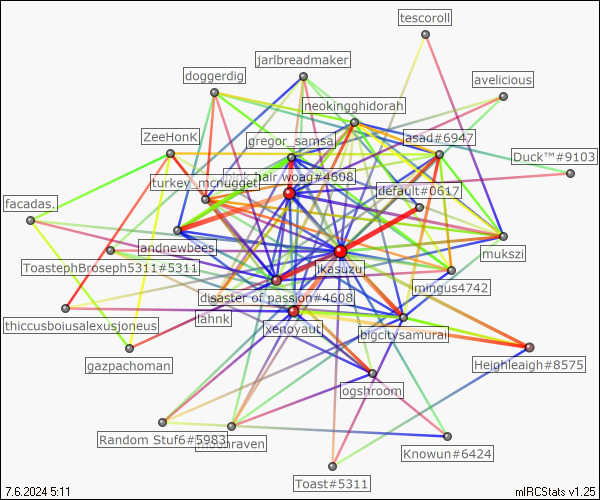 tescoroll
jarlbreadmaker
doggerdig
avelicious
neokingghidorah
gregor_samsa
asad#6947
ZeeHonK
Duck™#9103
hair woag#4608
turkey_mcnugget
default#0617
facadas.
landnewbees
mukszi
ToastephBroseph5311#5311
ikasuzu
mingus4742
disaster of passion#4608
lahnk
thiccusboiusalexusjoneus
xenoyaut
bigcitysamurai
gazpachoman
Heighleaigh#8575
ogshroom
Random Stuf6#5983
raven
Knowun#6424
Toast#5311
7.6.2024 5:11
mIRCStats v1.25